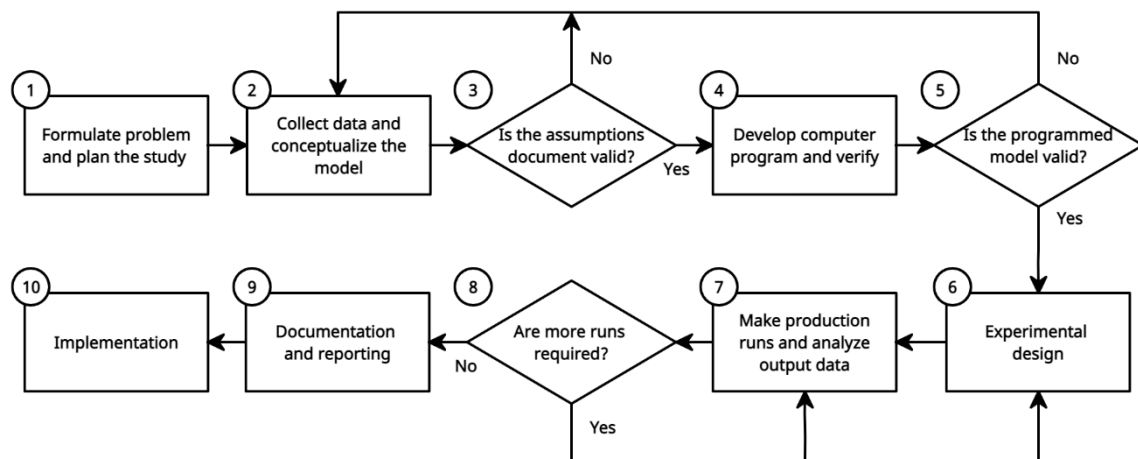 No
No
1
Formulate problem
and plan the study
2
Collect data and
conceptualize the
model
3
Is the assumptions
document valid?
Yes
4
Develop computer
program and verify
5
Is the programmed
model valid?
Yes
10
Implementation
9
Documentation
and reporting
8
Are more runs
required?
No
Yes
7
Make production
runs and analyze
output data
6
Experimental
design